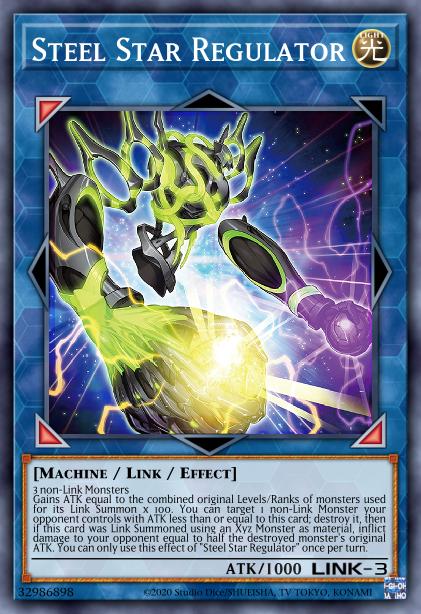 STEEL STAR REGULATOR
LIGHT
光
[MACHINE / LINK / EFFECT]
3 non-Link Monsters
Gains ATK equal to the combined original Levels/Ranks of monsters used
for its Link Summon x 100. You can target 1 non-Link Monster your
opponent controls with ATK less than or equal to this card; destroy it, then
if this card was Link Summoned using an Xyz Monster as material, inflict
damage to your opponent equal to half the destroyed monster's original
ATK. You can only use this effect of "Steel Star Regulator" once per turn.
ATK/1000 LINK-3
32986898 ©2020 Studio Dice/SHUEISHA, TV TOKYO, KONAMI